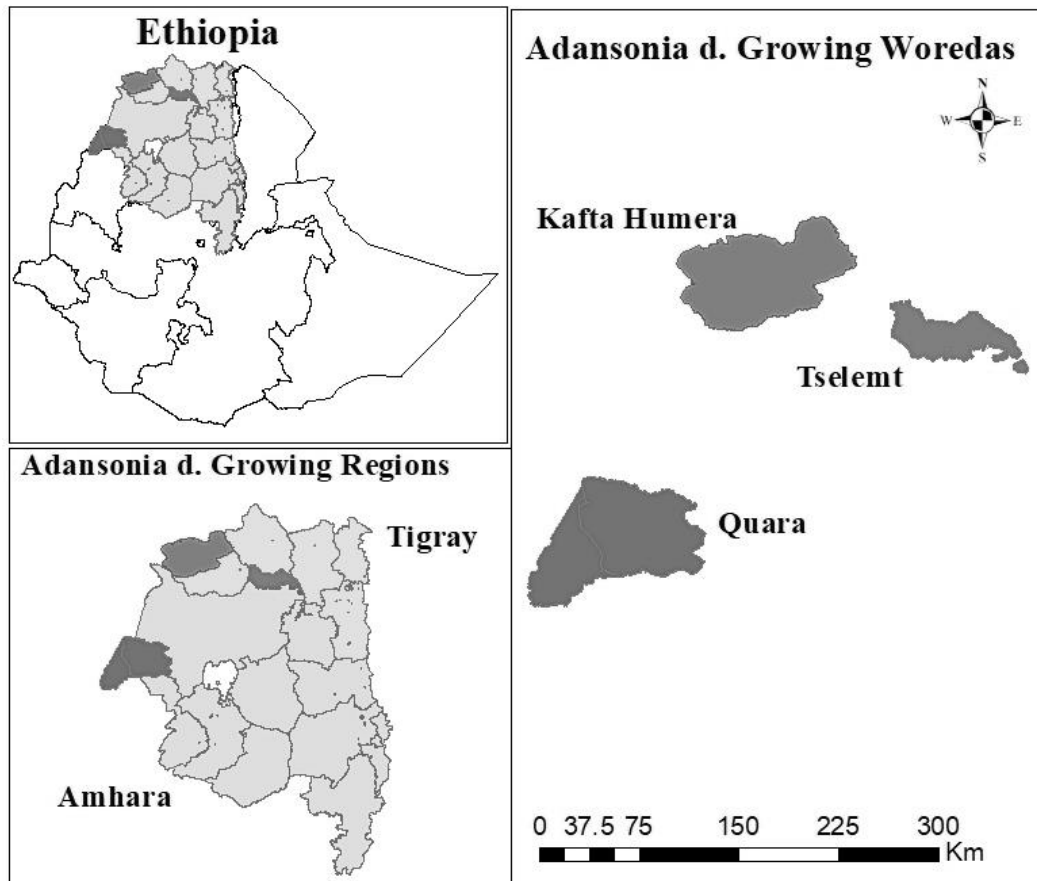 Ethiopia
Adansonia d. Growing Regions
Tigray
Amhara
Adansonia d. Growing Woredas
N
W E
S
Kafta Humera
Tselemt
Quara
0 37.5 75 150 225 300
Km